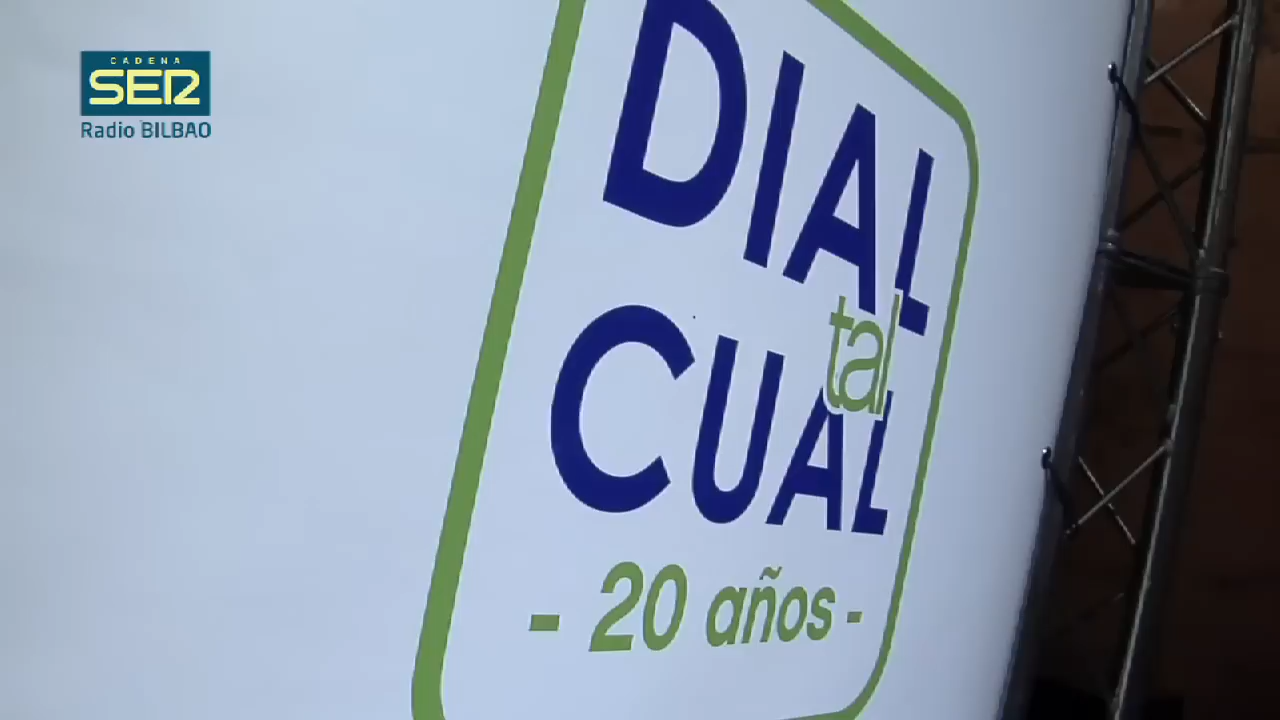 CADENA
SER
Radio BILBAO
DIAL
tal
CUAL
- 20 años -